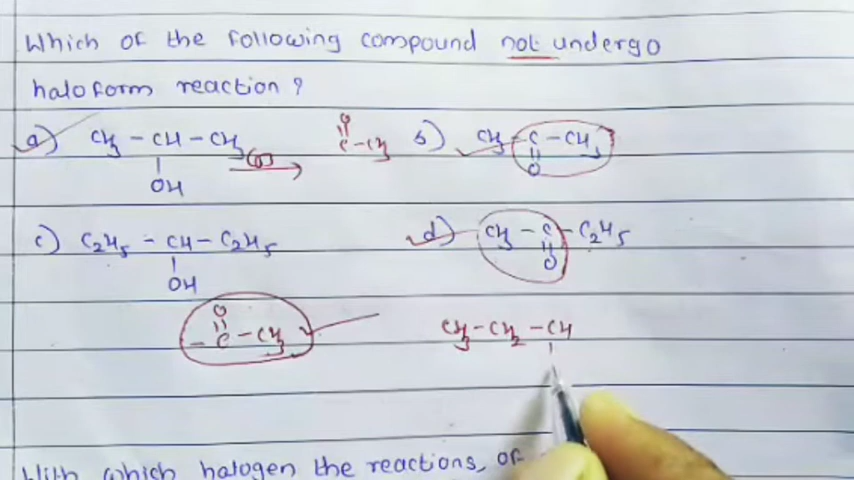 Which of the following compound not undergo
haloform reaction ?
a) CH₃ – CH – CH₃ (O) → C – CH₃ b) CH₃ – C – CH₃
OH O O
c) C₂H₅ – CH – C₂H₅ d) CH₃ – C – C₂H₅
OH O
O
– C – CH₃ CH₃ – CH₂ – CH
With which halogen the reactions, of